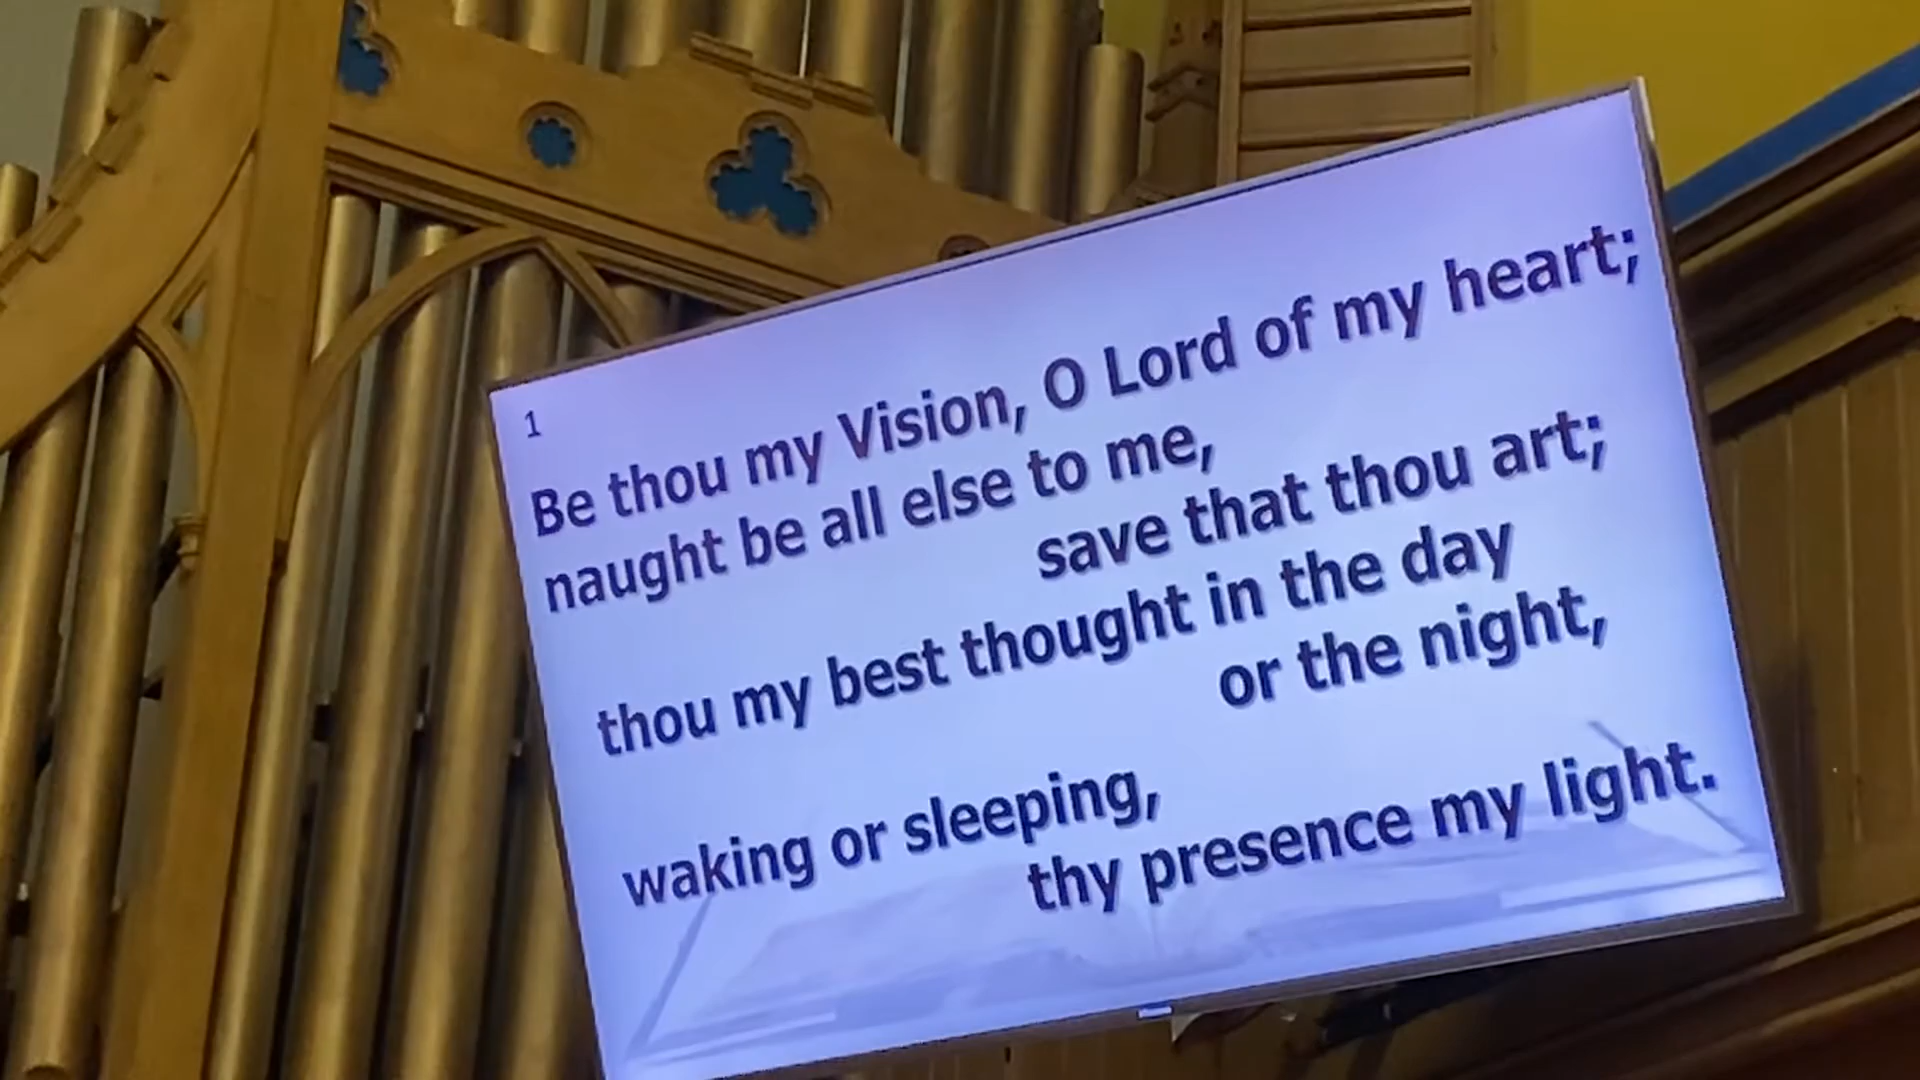 1
Be thou my Vision, O Lord of my heart;
naught be all else to me,
save that thou art;
thou my best thought in the day
or the night,
waking or sleeping,
thy presence my light.